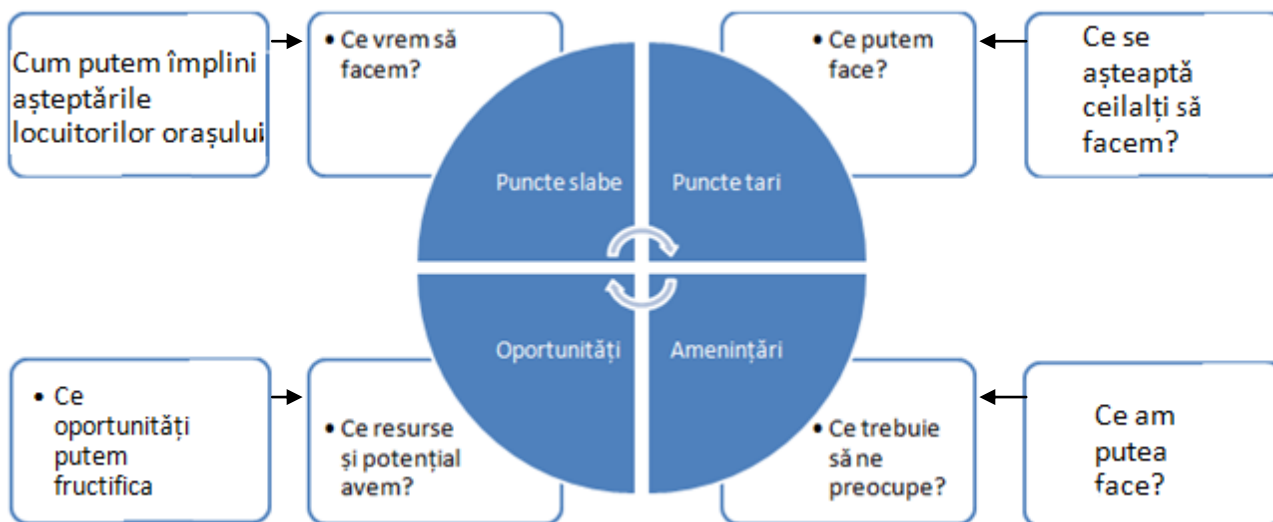 Cum putem împlini
așteptările
locuitorilor orașului
• Ce vrem să
facem?
• Ce putem
face?
Ce se
așteaptă
ceilalți să
facem?
Puncte slabe
Puncte tari
Oportunități
Amenințări
• Ce
oportunități
putem
fructifica
• Ce resurse
și potențial
avem?
• Ce trebuie
să ne
preocupe?
Ce am
putea
face?